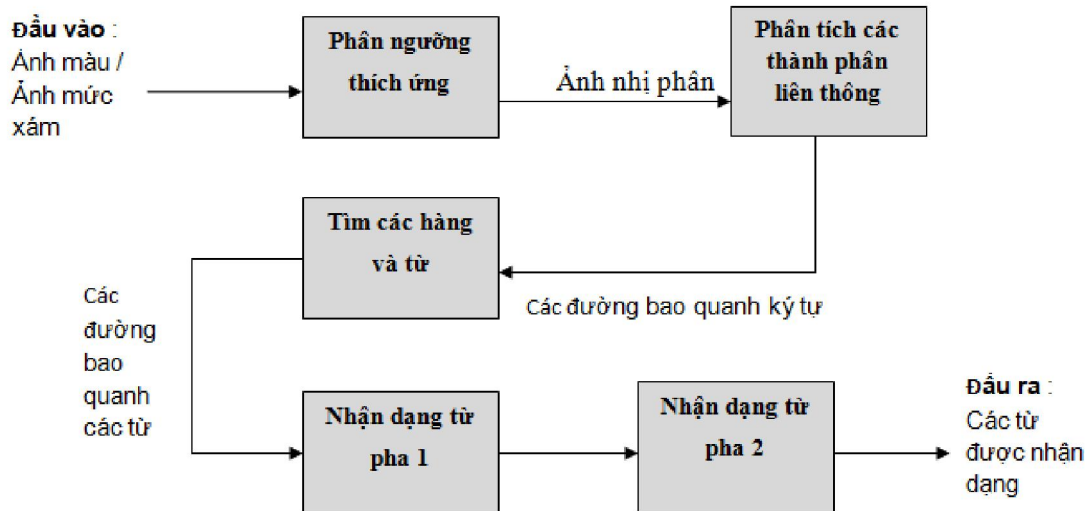 Đầu vào :
Ảnh màu /
Ảnh mức
xám
Phân ngưỡng
thích ứng
Ảnh nhị phân
Phân tích các
thành phân
liên thông
Tìm các hàng
và từ
Các đường bao quanh ký tự
Các
đường
bao
quanh
các từ
Nhận dạng từ
pha 1
Nhận dạng từ
pha 2
Đầu ra :
Các từ
được nhận
dạng